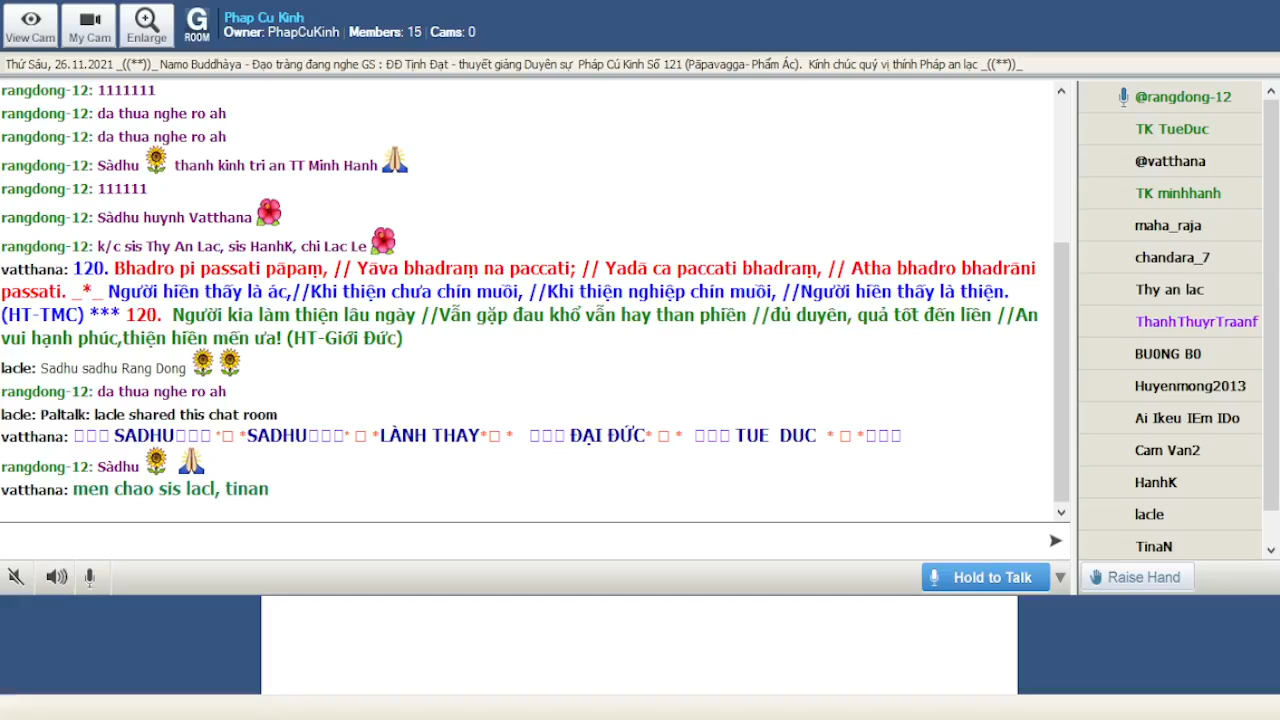 View Cam
My Cam
Enlarge
G
ROOM
Phap Cu Kinh
Owner: PhapCuKinh | Members: 15 | Cams: 0
Thứ Sáu, 26.11.2021 _((**))_ Namo Buddhàya - Đạo tràng đang nghe GS : ĐĐ Tịnh Đạt - thuyết giảng Duyên sự Pháp Cú Kinh Số 121 (Pāpavagga- Phẩm Ác). Kính chúc quý vị thính Pháp an lạc _((**))_
rangdong-12: 1111111
rangdong-12: da thua nghe ro ah
rangdong-12: da thua nghe ro ah
rangdong-12: Sàdhu 🌻 thanh kinh tri an TT Minh Hanh 🙏
rangdong-12: 111111
rangdong-12: Sàdhu huynh Vatthana 🌺
rangdong-12: k/c sis Thy An Lac, sis HanhK, chi Lac Le 🌺
vatthana: 120. Bhadro pi passati pāpaṃ, // Yāva bhadraṃ na paccati; // Yadā ca paccati bhadraṃ, // Atha bhadro bhadrāni
passati. _*_ Người hiền thấy là ác,//Khi thiện chưa chín muồi, //Khi thiện nghiệp chín muồi, //Người hiền thấy là thiện.
(HT-TMC) *** 120. Người kia làm thiện lâu ngày //Vẫn gặp đau khổ vẫn hay than phiền //đủ duyên, quả tốt đến liền //An
vui hạnh phúc,thiện hiền mến ưa! (HT-Giới Đức)
lacle: Sadhu sadhu Rang Dong 🌻🌻
rangdong-12: da thua nghe ro ah
lacle: Paltalk: lacle shared this chat room
vatthana: □□□ SADHU□□□ *□ *SADHU□□□* □ *LÀNH THAY*□ * □□□ ĐẠI ĐỨC* □ * □□□ TUE DUC * □ *□□□
rangdong-12: Sàdhu 🌻 🙏
vatthana: men chao sis lacl, tinan
Hold to Talk
@rangdong-12
TK TueDuc
@vatthana
TK minhhanh
maha_raja
chandara_7
Thy an lac
ThanhThuyrTraanf
BU0NG B0
Huyenmong2013
Ai Ikeu IEm IDo
Cam Van2
HanhK
lacle
TinaN
Raise Hand